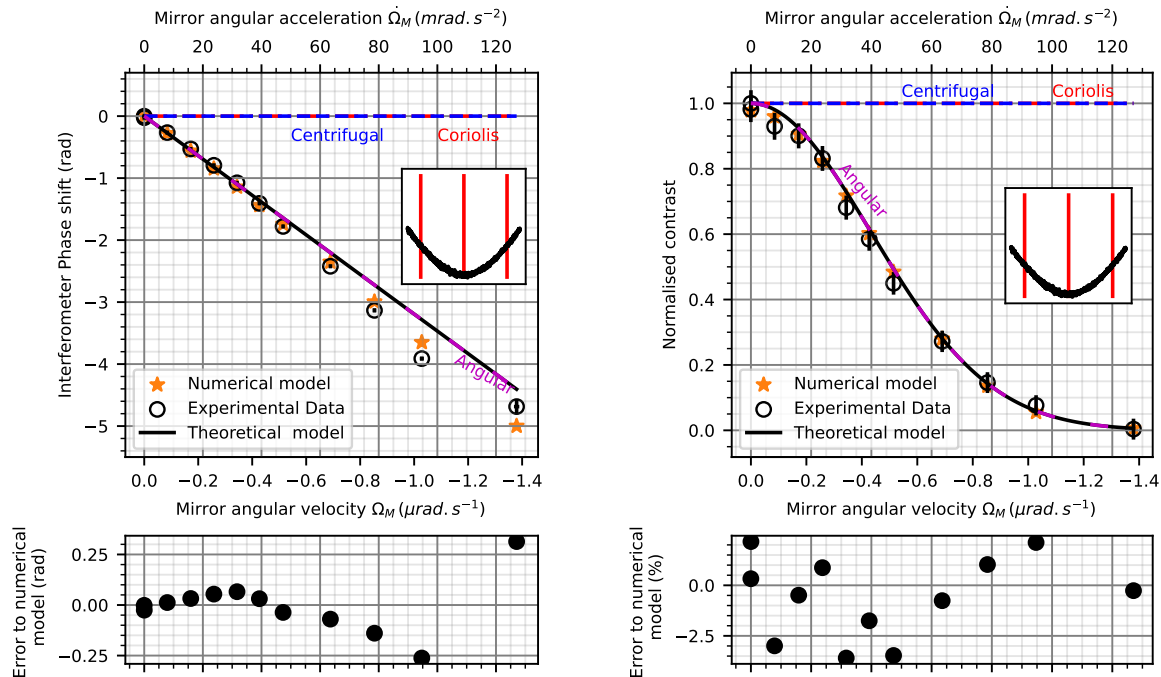 Mirror angular acceleration Ω̇_M (mrad.s⁻²)
0 20 40 60 80 100 120
Interferometer Phase shift (rad)
0
−1
−2
−3
−4
−5
Centrifugal
Coriolis
Angular
Numerical model
Experimental Data
Theoretical model
0.0 −0.2 −0.4 −0.6 −0.8 −1.0 −1.2 −1.4
Mirror angular velocity Ω_M (μrad.s⁻¹)
Error to numerical
model (rad)
0.25
0.00
−0.25
Mirror angular acceleration Ω̇_M (mrad.s⁻²)
0 20 40 60 80 100 120
Normalised contrast
1.0
0.8
0.6
0.4
0.2
0.0
Centrifugal
Coriolis
Angular
Numerical model
Experimental Data
Theoretical model
0.0 −0.2 −0.4 −0.6 −0.8 −1.0 −1.2 −1.4
Mirror angular velocity Ω_M (μrad.s⁻¹)
Error to numerical
model (%)
0.0
−2.5